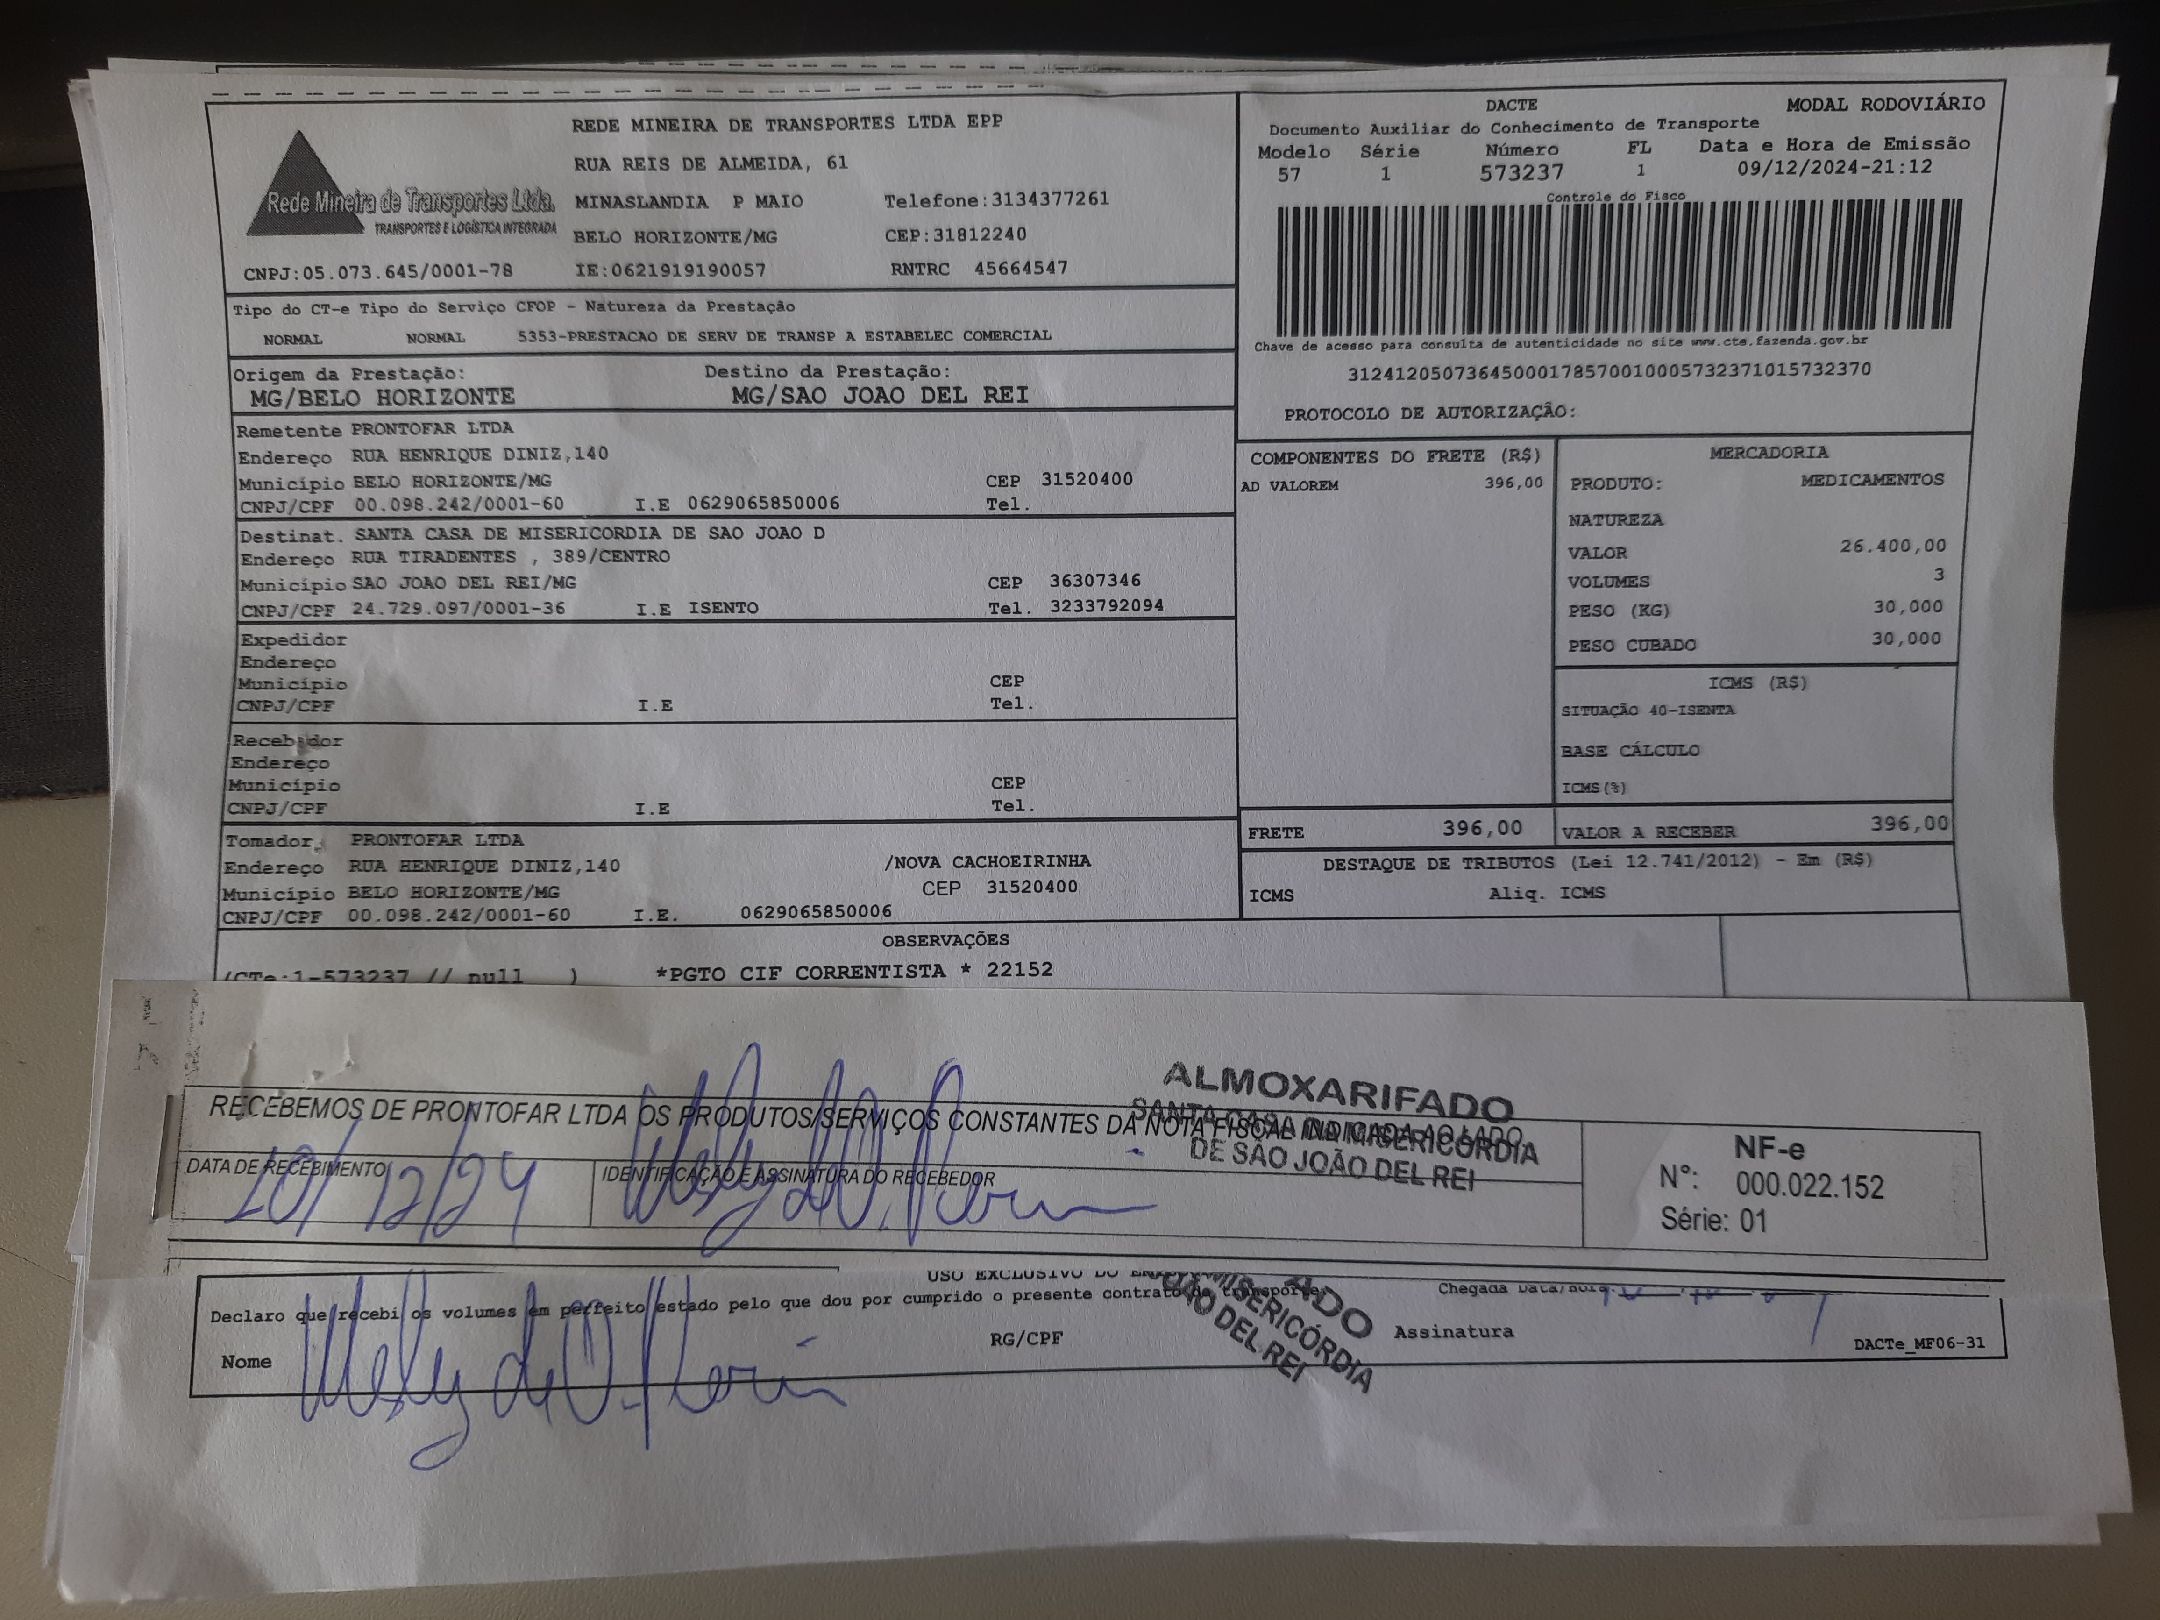 Rede Mineira de Transportes Ltda.
TRANSPORTES E LOGÍSTICA INTEGRADA
CNPJ:05.073.645/0001-78
REDE MINEIRA DE TRANSPORTES LTDA EPP
RUA REIS DE ALMEIDA, 61
MINASLANDIA P MAIO Telefone:3134377261
BELO HORIZONTE/MG CEP:31812240
IE:0621919190057 RNTRC 45664547
DACTE MODAL RODOVIÁRIO
Documento Auxiliar do Conhecimento de Transporte
Modelo Série Número FL Data e Hora de Emissão
57 1 573237 1 09/12/2024-21:12
Controle do Fisco
Chave de acesso para consulta de autenticidade no site www.cte.fazenda.gov.br
31241205073645000178570010005732371015732370
PROTOCOLO DE AUTORIZAÇÃO:
Tipo do CT-e Tipo do Serviço CFOP - Natureza da Prestação
NORMAL NORMAL 5353-PRESTACAO DE SERV DE TRANSP A ESTABELEC COMERCIAL
Origem da Prestação: Destino da Prestação:
MG/BELO HORIZONTE MG/SAO JOAO DEL REI
Remetente PRONTOFAR LTDA
Endereço RUA HENRIQUE DINIZ,140
Município BELO HORIZONTE/MG CEP 31520400
CNPJ/CPF 00.098.242/0001-60 I.E 0629065850006 Tel.
Destinat. SANTA CASA DE MISERICORDIA DE SAO JOAO D
Endereço RUA TIRADENTES , 389/CENTRO
Município SAO JOAO DEL REI/MG CEP 36307346
CNPJ/CPF 24.729.097/0001-36 I.E ISENTO Tel. 3233792094
Expedidor
Endereço
Município CEP
CNPJ/CPF I.E Tel.
Recebedor
Endereço
Município CEP
CNPJ/CPF I.E Tel.
Tomador PRONTOFAR LTDA
Endereço RUA HENRIQUE DINIZ,140 /NOVA CACHOEIRINHA
Município BELO HORIZONTE/MG CEP 31520400
CNPJ/CPF 00.098.242/0001-60 I.E. 0629065850006
COMPONENTES DO FRETE (R$)
AD VALOREM 396,00
MERCADORIA
PRODUTO: MEDICAMENTOS
NATUREZA
VALOR 26.400,00
VOLUMES 3
PESO (KG) 30,000
PESO CUBADO 30,000
ICMS (R$)
SITUAÇÃO 40-ISENTA
BASE CÁLCULO
ICMS(%)
FRETE 396,00 VALOR A RECEBER 396,00
DESTAQUE DE TRIBUTOS (Lei 12.741/2012) - Em (R$)
ICMS Aliq. ICMS
OBSERVAÇÕES
(CTe:1-573237 // null ) *PGTO CIF CORRENTISTA * 22152
ALMOXARIFADO
SANTA CASA DA MISERICÓRDIA
DE SÃO JOÃO DEL REI
RECEBEMOS DE PRONTOFAR LTDA OS PRODUTOS/SERVIÇOS CONSTANTES DA NOTA FISCAL INDICADA AO LADO
DATA DE RECEBIMENTO IDENTIFICAÇÃO E ASSINATURA DO RECEBEDOR
10/12/24
NF-e
Nº: 000.022.152
Série: 01
USO EXCLUSIVO DO
Chegada Data/Hora
Declaro que recebi os volumes em perfeito estado pelo que dou por cumprido o presente contrato de transporte.
Nome RG/CPF Assinatura
DACTe_MF06-31
ADO
MISERICÓRDIA
JOÃO DEL REI